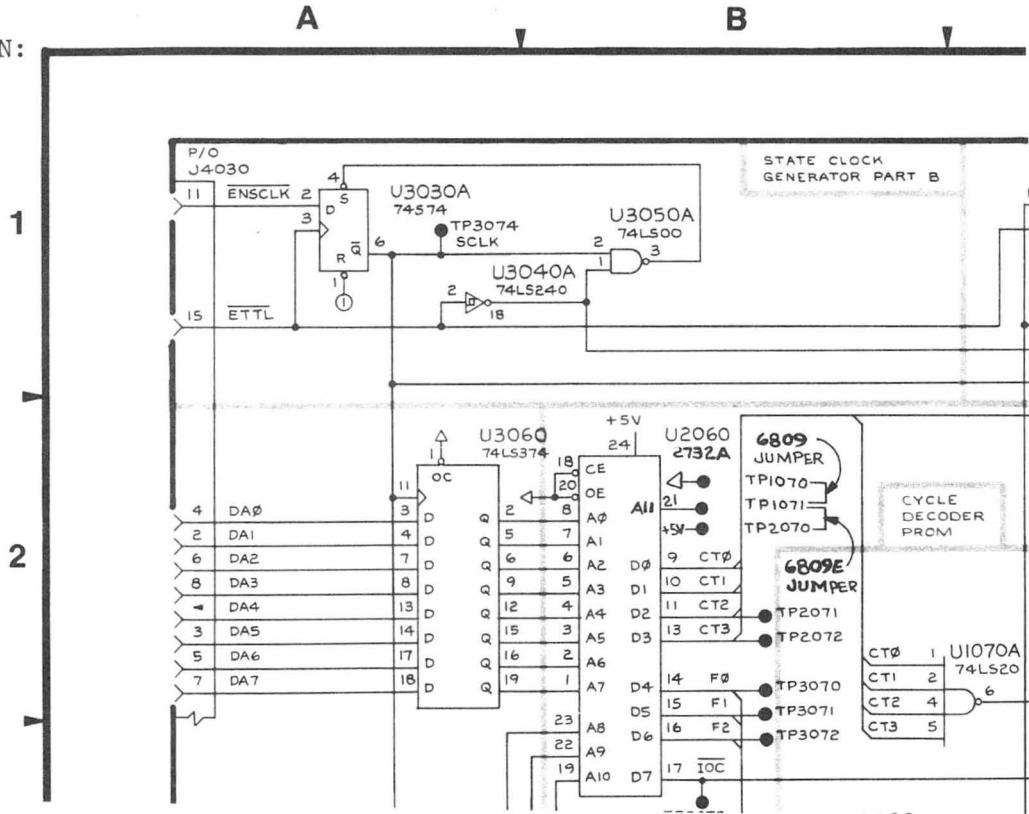 A B
N:
1
2
P/O
J4030
STATE CLOCK
GENERATOR PART B
11 ENSCLK 2 D
4 S
U3030A
74S74
3
Q 6
R
1
1
TP3074
SCLK
U3050A
74LS00
2
1
3
U3040A
74LS240
2
18
15 ETTL
U3060
74LS374
1
OC
11
+5V
24
U2060
2732A
18 CE
20 OE
A11 21
+5V
6809
JUMPER
TP1070
TP1071
TP2070
6809E
JUMPER
CYCLE
DECODER
PROM
4 DAØ 3 D Q 2 8 AØ
2 DA1 4 D Q 5 7 A1
6 DA2 7 D Q 6 6 A2 DØ 9 CTØ
8 DA3 8 D Q 9 5 A3 D1 10 CT1
DA4 13 D Q 12 4 A4 D2 11 CT2 TP2071
3 DA5 14 D Q 15 3 A5 D3 13 CT3 TP2072
5 DA6 17 D Q 16 2 A6
7 DA7 18 D Q 19 1 A7 D4 14 FØ TP3070
D5 15 F1 TP3071
23 A8 D6 16 F2 TP3072
22 A9
19 A10 D7 17 IOC
CTØ 1
CT1 2
CT2 4
CT3 5
U1070A
74LS20
6